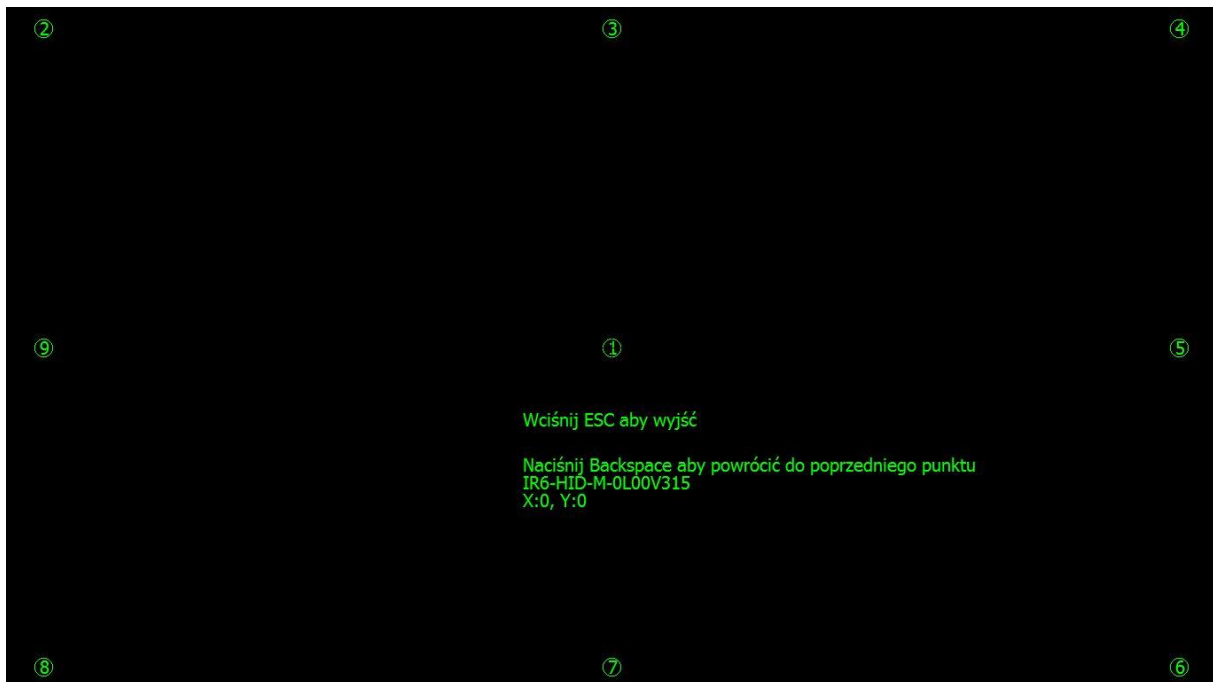 ② ③ ④
⑨ ① ⑤
Wciśnij ESC aby wyjść
Naciśnij Backspace aby powrócić do poprzedniego punktu
IR6-HID-M-0L00V315
X:0, Y:0
⑧ ⑦ ⑥